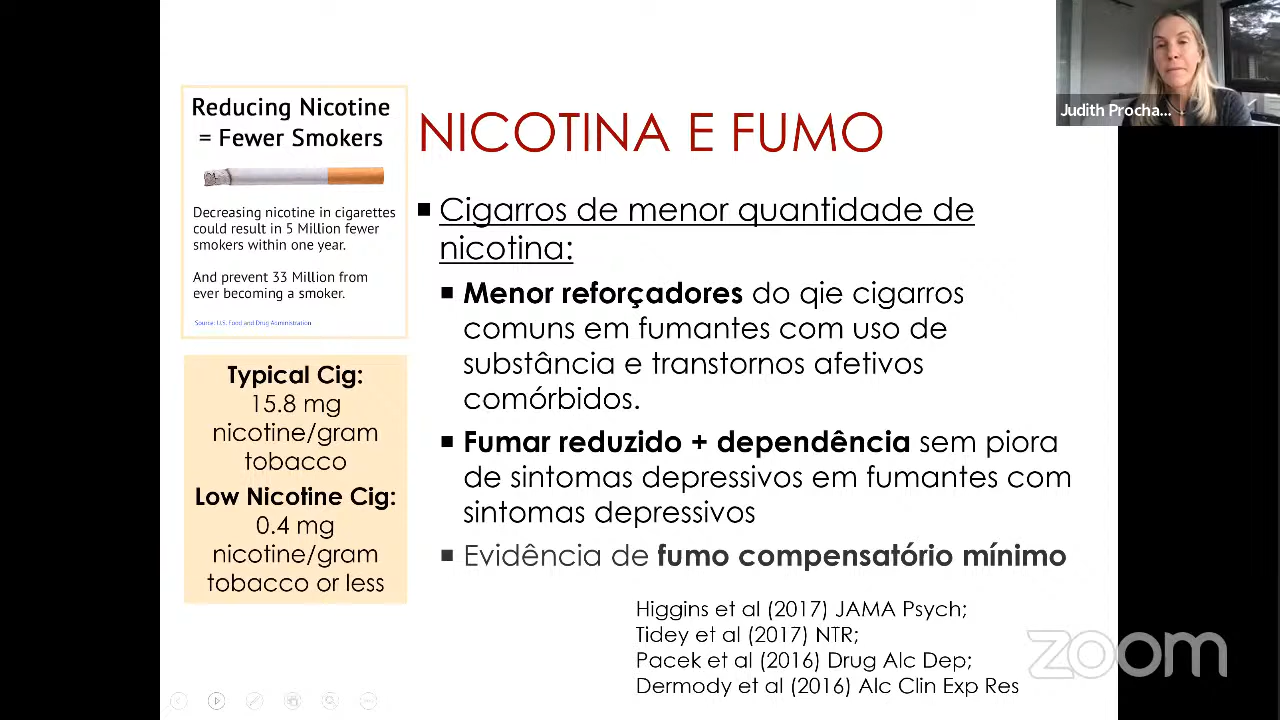 Judith Procha...
Reducing Nicotine
= Fewer Smokers
Decreasing nicotine in cigarettes
could result in 5 Million fewer
smokers within one year.
And prevent 33 Million from
ever becoming a smoker.
Source: U.S. Food and Drug Administration
Typical Cig:
15.8 mg
nicotine/gram
tobacco
Low Nicotine Cig:
0.4 mg
nicotine/gram
tobacco or less
NICOTINA E FUMO
Cigarros de menor quantidade de
nicotina:
Menor reforçadores do qie cigarros
comuns em fumantes com uso de
substância e transtornos afetivos
comórbidos.
Fumar reduzido + dependência sem piora
de sintomas depressivos em fumantes com
sintomas depressivos
Evidência de fumo compensatório mínimo
Higgins et al (2017) JAMA Psych;
Tidey et al (2017) NTR;
Pacek et al (2016) Drug Alc Dep;
Dermody et al (2016) Alc Clin Exp Res
zoom